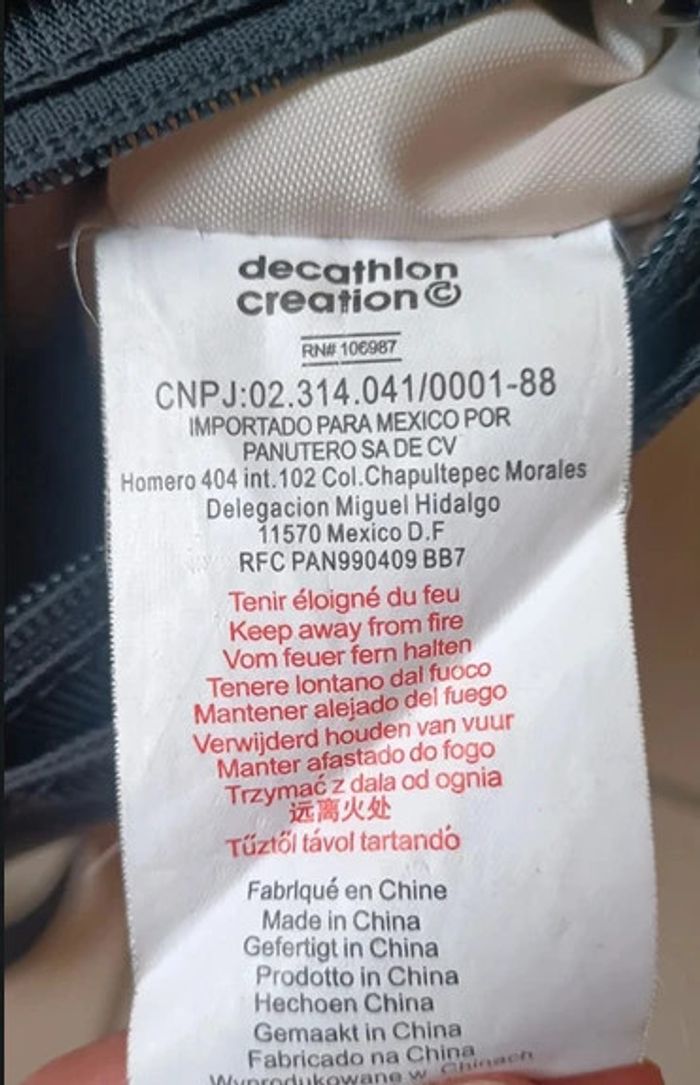 decathlon
creation©
RN# 106987
CNPJ:02.314.041/0001-88
IMPORTADO PARA MEXICO POR
PANUTERO SA DE CV
Homero 404 int.102 Col.Chapultepec Morales
Delegacion Miguel Hidalgo
11570 Mexico D.F
RFC PAN990409 BB7
Tenir éloigné du feu
Keep away from fire
Vom feuer fern halten
Tenere lontano dal fuoco
Mantener alejado del fuego
Verwijderd houden van vuur
Manter afastado do fogo
Trzymać z dala od ognia
远离火处
Tűztől távol tartandó
Fabriqué en Chine
Made in China
Gefertigt in China
Prodotto in China
Hechoen China
Gemaakt in China
Fabricado na China
Wyprodukowane w Chinach